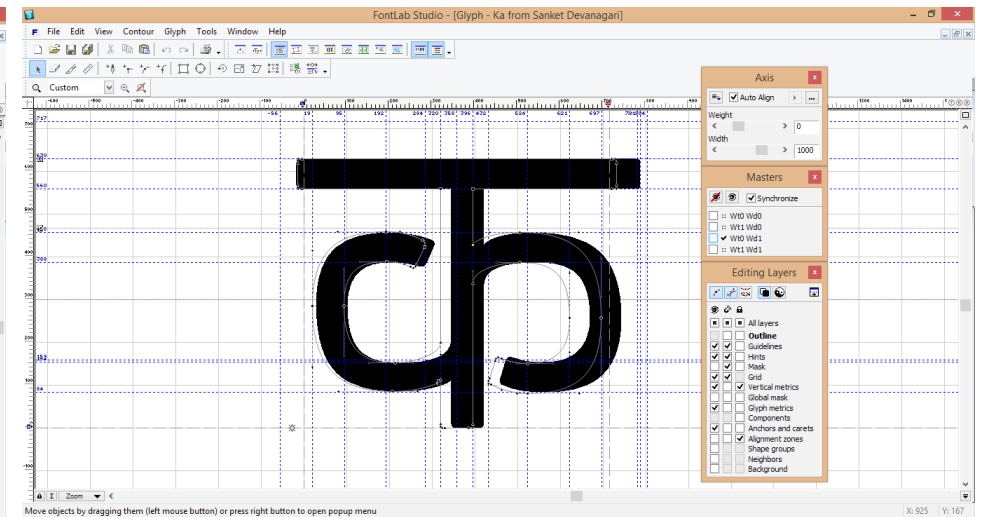 FontLab Studio - [Glyph - Ka from Sanket Devanagari]
File Edit View Contour Glyph Tools Window Help
Custom
Axis
Auto Align
Weight
0
Width
1000
Masters
Synchronize
Wt0 Wd0
Wt1 Wd0
Wt0 Wd1
Wt1 Wd1
Editing Layers
All layers
Outline
Guidelines
Hints
Mask
Grid
Vertical metrics
Global mask
Glyph metrics
Components
Anchors and carets
Alignment zones
Shape groups
Neighbors
Background
क
Zoom
Move objects by dragging them (left mouse button) or press right button to open popup menu
X: 925 Y: 167